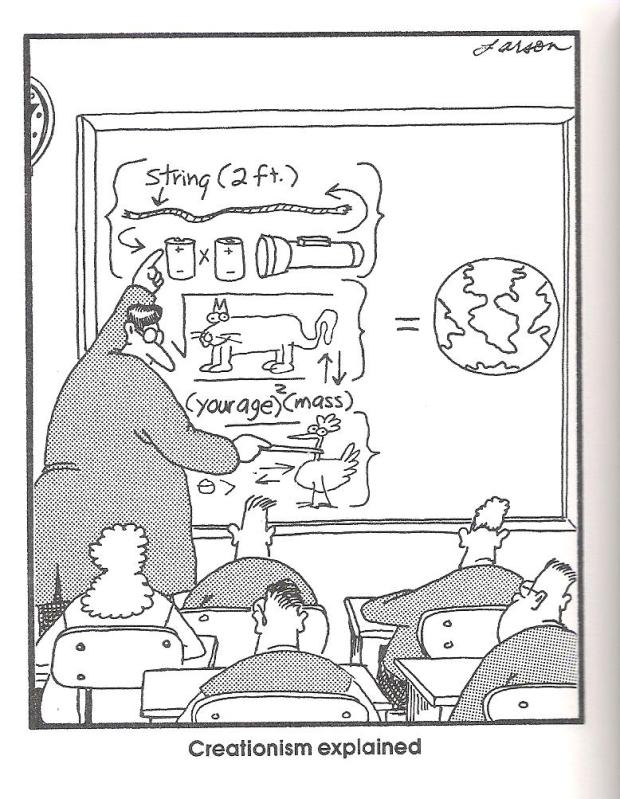 Larson
string (2 ft.)
+ x +
- -
=
(your age)² (mass)
Creationism explained